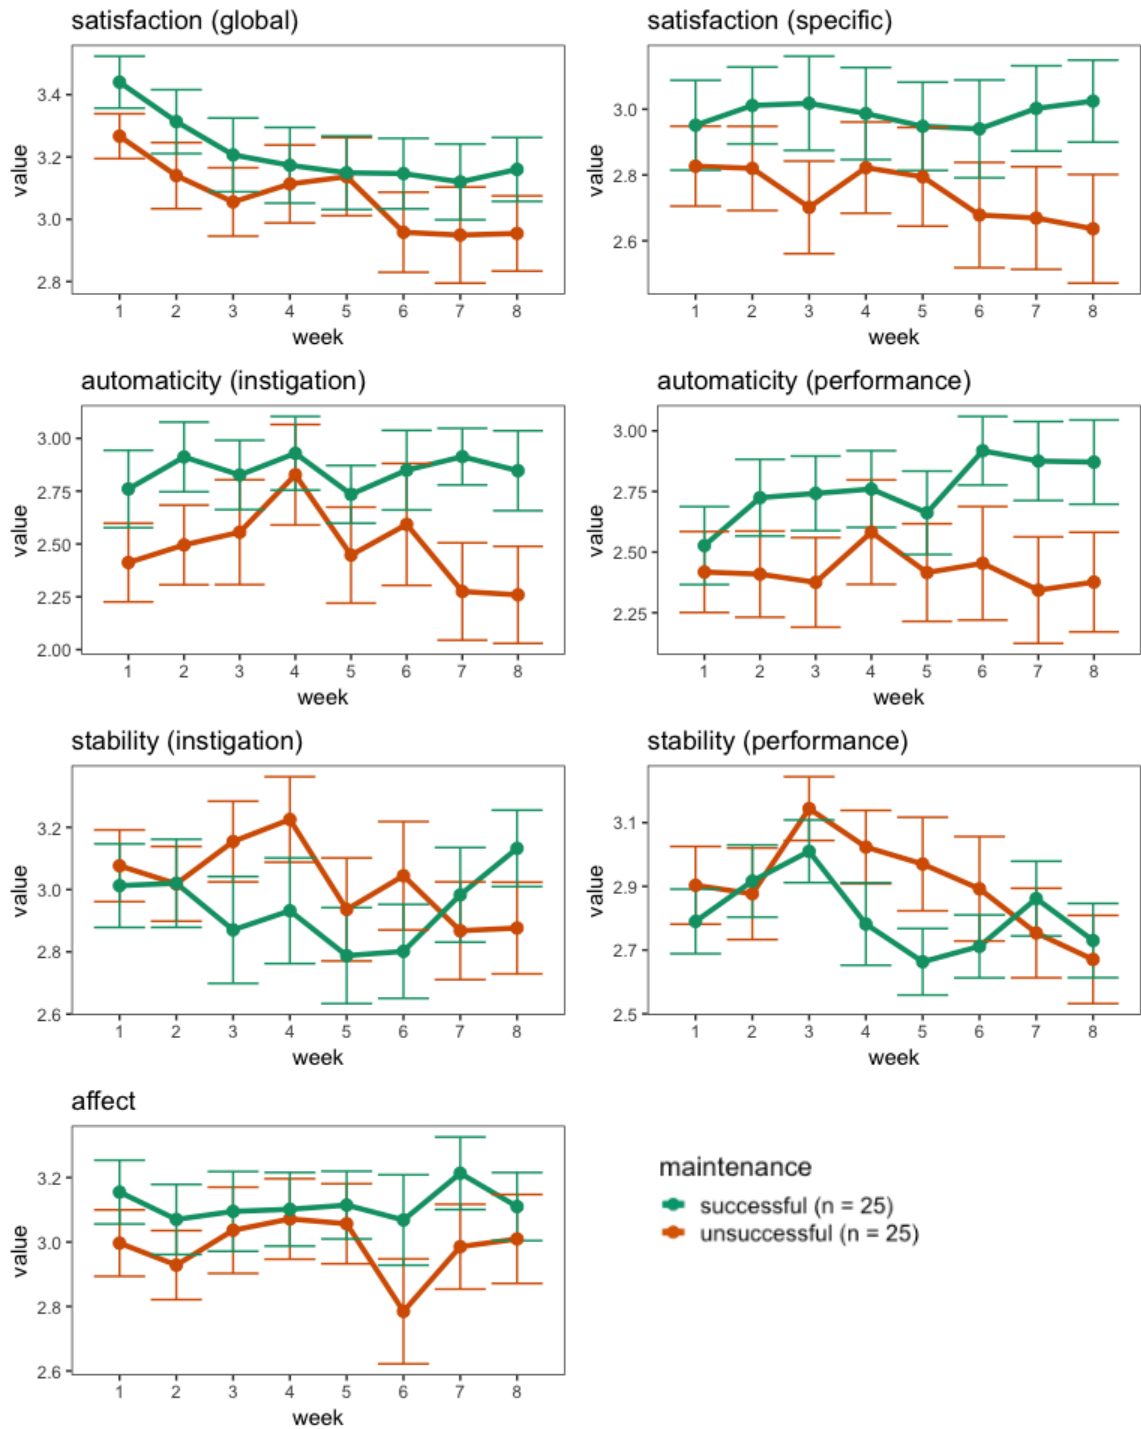 satisfaction (global)
value
3.4
3.2
3.0
2.8
1 2 3 4 5 6 7 8
week
satisfaction (specific)
value
3.0
2.8
2.6
1 2 3 4 5 6 7 8
week
automaticity (instigation)
value
3.00
2.75
2.50
2.25
2.00
1 2 3 4 5 6 7 8
week
automaticity (performance)
value
3.00
2.75
2.50
2.25
1 2 3 4 5 6 7 8
week
stability (instigation)
value
3.2
3.0
2.8
2.6
1 2 3 4 5 6 7 8
week
stability (performance)
value
3.1
2.9
2.7
2.5
1 2 3 4 5 6 7 8
week
affect
value
3.2
3.0
2.8
2.6
1 2 3 4 5 6 7 8
week
maintenance
successful (n = 25)
unsuccessful (n = 25)